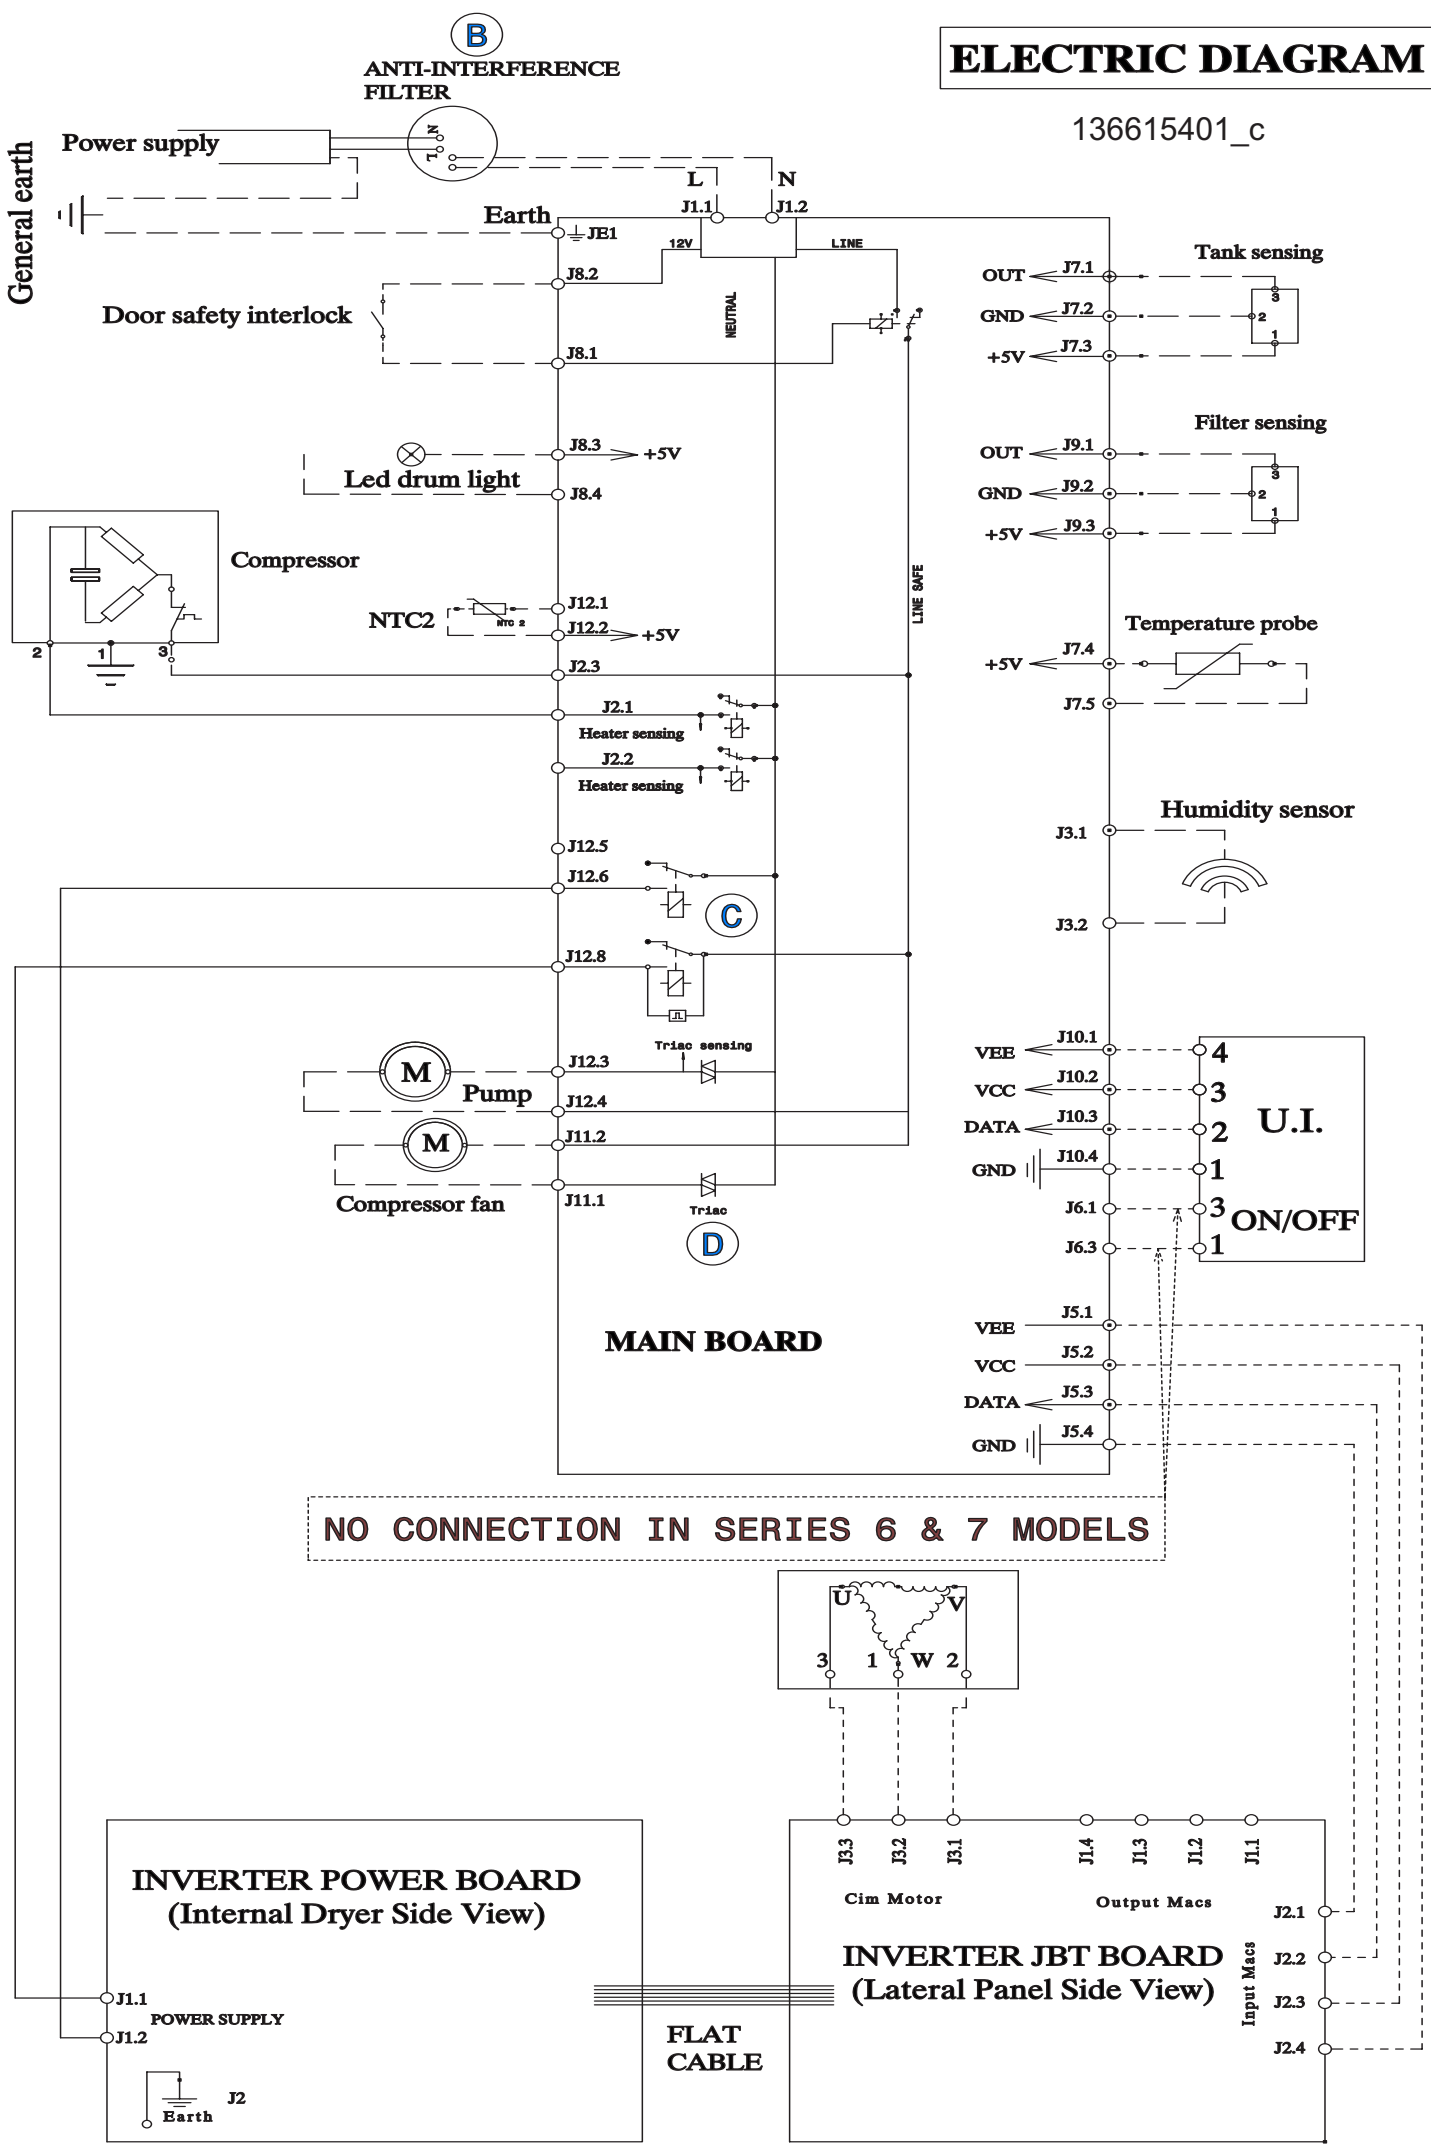 B
ANTI-INTERFERENCE
FILTER
ELECTRIC DIAGRAM
136615401_c
General earth
Power supply
N
L
L
N
J1.1
J1.2
Earth
JE1
12V
LINE
J8.2
NEUTRAL
Door safety interlock
J8.1
Tank sensing
OUT
J7.1
3
GND
J7.2
2
1
+5V
J7.3
Filter sensing
OUT
J9.1
3
GND
J9.2
2
1
+5V
J9.3
J8.3
+5V
Led drum light
J8.4
Compressor
2
1
3
NTC2
NTC 2
J12.1
J12.2
+5V
LINE SAFE
J2.3
J2.1
Heater sensing
J2.2
Heater sensing
Temperature probe
+5V
J7.4
J7.5
Humidity sensor
J3.1
J3.2
J12.5
J12.6
C
J12.8
Triac sensing
M
Pump
J12.3
J12.4
M
Compressor fan
J11.2
J11.1
Triac
D
VEE
J10.1
4
VCC
J10.2
3
DATA
J10.3
2
GND
J10.4
1
U.I.
J6.1
3
ON/OFF
J6.3
1
MAIN BOARD
VEE
J5.1
VCC
J5.2
DATA
J5.3
GND
J5.4
NO CONNECTION IN SERIES 6 & 7 MODELS
U
V
3
1
W
2
J3.3
J3.2
J3.1
J1.4
J1.3
J1.2
J1.1
Cim Motor
Output Macs
INVERTER POWER BOARD
(Internal Dryer Side View)
J1.1
POWER SUPPLY
J1.2
Earth
J2
FLAT
CABLE
INVERTER JBT BOARD
(Lateral Panel Side View)
Input Macs
J2.1
J2.2
J2.3
J2.4